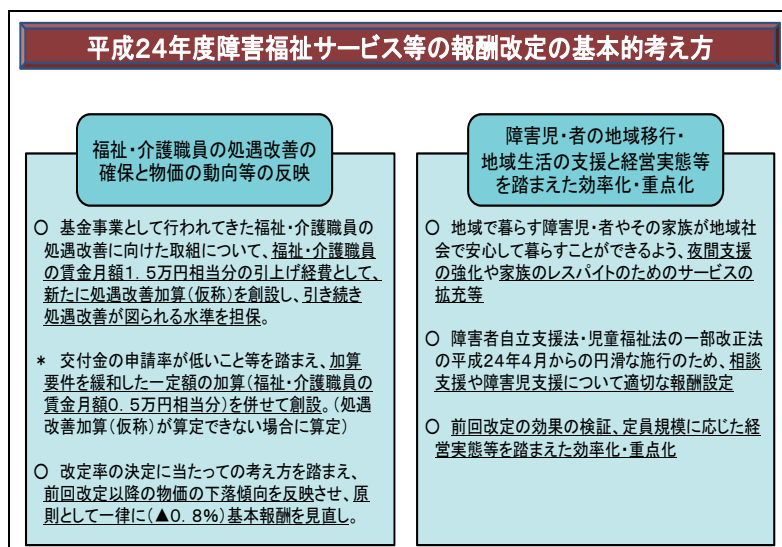 平成24年度障害福祉サービス等の報酬改定の基本的考え方
福祉・介護職員の処遇改善の
確保と物価の動向等の反映
○ 基金事業として行われてきた福祉・介護職員の
処遇改善に向けた取組について、福祉・介護職員
の賃金月額1．5万円相当分の引上げ経費として、
新たに処遇改善加算（仮称）を創設し、引き続き
処遇改善が図られる水準を担保。
＊ 交付金の申請率が低いこと等を踏まえ、加算
要件を緩和した一定額の加算（福祉・介護職員の
賃金月額0．5万円相当分）を併せて創設。（処遇
改善加算（仮称）が算定できない場合に算定）
○ 改定率の決定に当たっての考え方を踏まえ、
前回改定以降の物価の下落傾向を反映させ、原
則として一律に（▲0．8%）基本報酬を見直し。
障害児・者の地域移行・
地域生活の支援と経営実態等
を踏まえた効率化・重点化
○ 地域で暮らす障害児・者やその家族が地域社
会で安心して暮らすことができるよう、夜間支援
の強化や家族のレスパイトのためのサービスの
拡充等
○ 障害者自立支援法・児童福祉法の一部改正法
の平成24年4月からの円滑な施行のため、相談
支援や障害児支援について適切な報酬設定
○ 前回改定の効果の検証、定員規模に応じた経
営実態等を踏まえた効率化・重点化